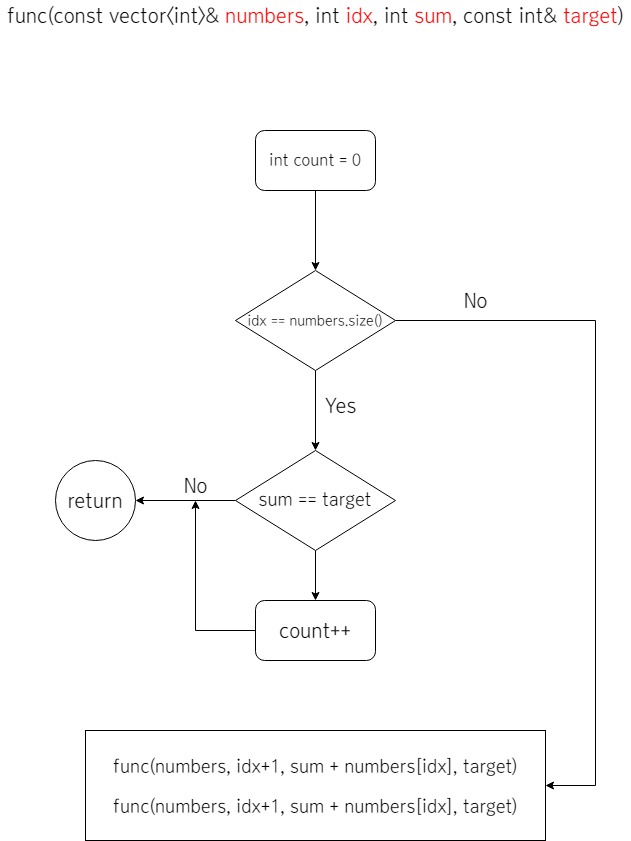 func(const vector<int>& numbers, int idx, int sum, const int& target)
int count = 0
idx == numbers.size()
No
Yes
sum == target
No
return
count++
func(numbers, idx+1, sum + numbers[idx], target)
func(numbers, idx+1, sum + numbers[idx], target)